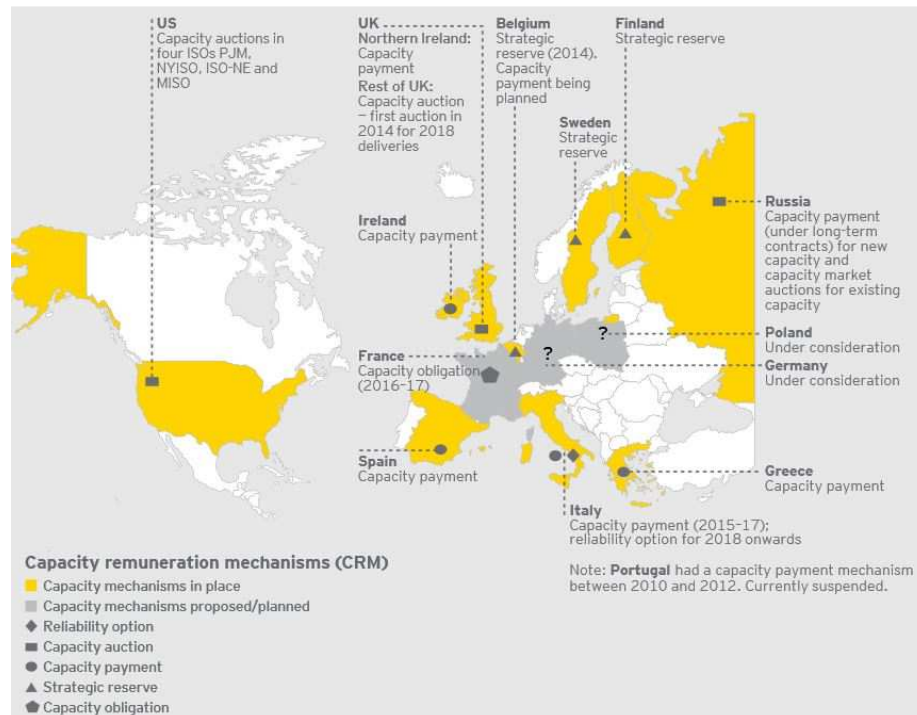 US
Capacity auctions in
four ISOs PJM,
NYISO, ISO-NE and
MISO
UK
Northern Ireland:
Capacity
payment
Rest of UK:
Capacity auction
– first auction in
2014 for 2018
deliveries
Belgium
Strategic
reserve (2014).
Capacity
payment being
planned
Finland
Strategic reserve
Sweden
Strategic
reserve
Ireland
Capacity payment
Russia
Capacity payment
(under long-term
contracts) for new
capacity and
capacity market
auctions for existing
capacity
?
?
Poland
Under consideration
Germany
Under consideration
France
Capacity obligation
(2016–17)
Spain
Capacity payment
Greece
Capacity payment
Italy
Capacity payment (2015–17);
reliability option for 2018 onwards
Note: Portugal had a capacity payment mechanism
between 2010 and 2012. Currently suspended.
Capacity remuneration mechanisms (CRM)
Capacity mechanisms in place
Capacity mechanisms proposed/planned
Reliability option
Capacity auction
Capacity payment
Strategic reserve
Capacity obligation